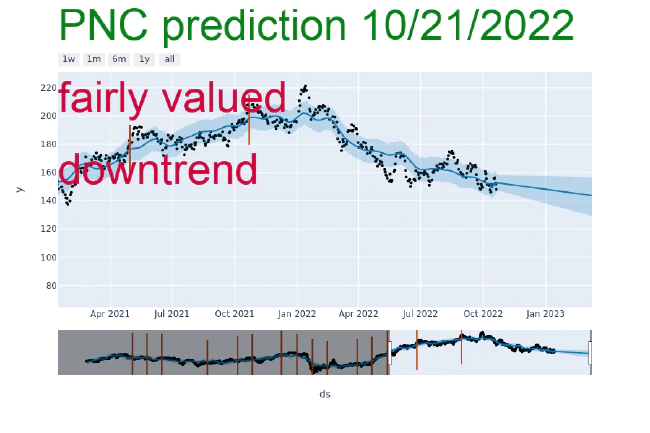 PNC prediction 10/21/2022
1w 1m 6m 1y all
fairly valued
downtrend
220
200
180
160
140
120
100
80
y
Apr 2021 Jul 2021 Oct 2021 Jan 2022 Apr 2022 Jul 2022 Oct 2022 Jan 2023
ds